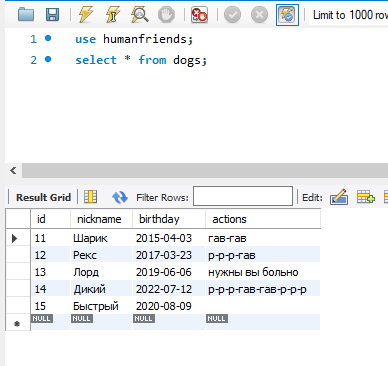 Limit to 1000 row
1 use humanfriends;
2 select * from dogs;
Result Grid Filter Rows: Edit:
id nickname birthday actions
11 Шарик 2015-04-03 гав-гав
12 Рекс 2017-03-23 р-р-р-гав
13 Лорд 2019-06-06 нужны вы больно
14 Дикий 2022-07-12 р-р-р-гав-гав-р-р-р
15 Быстрый 2020-08-09
NULL NULL NULL NULL